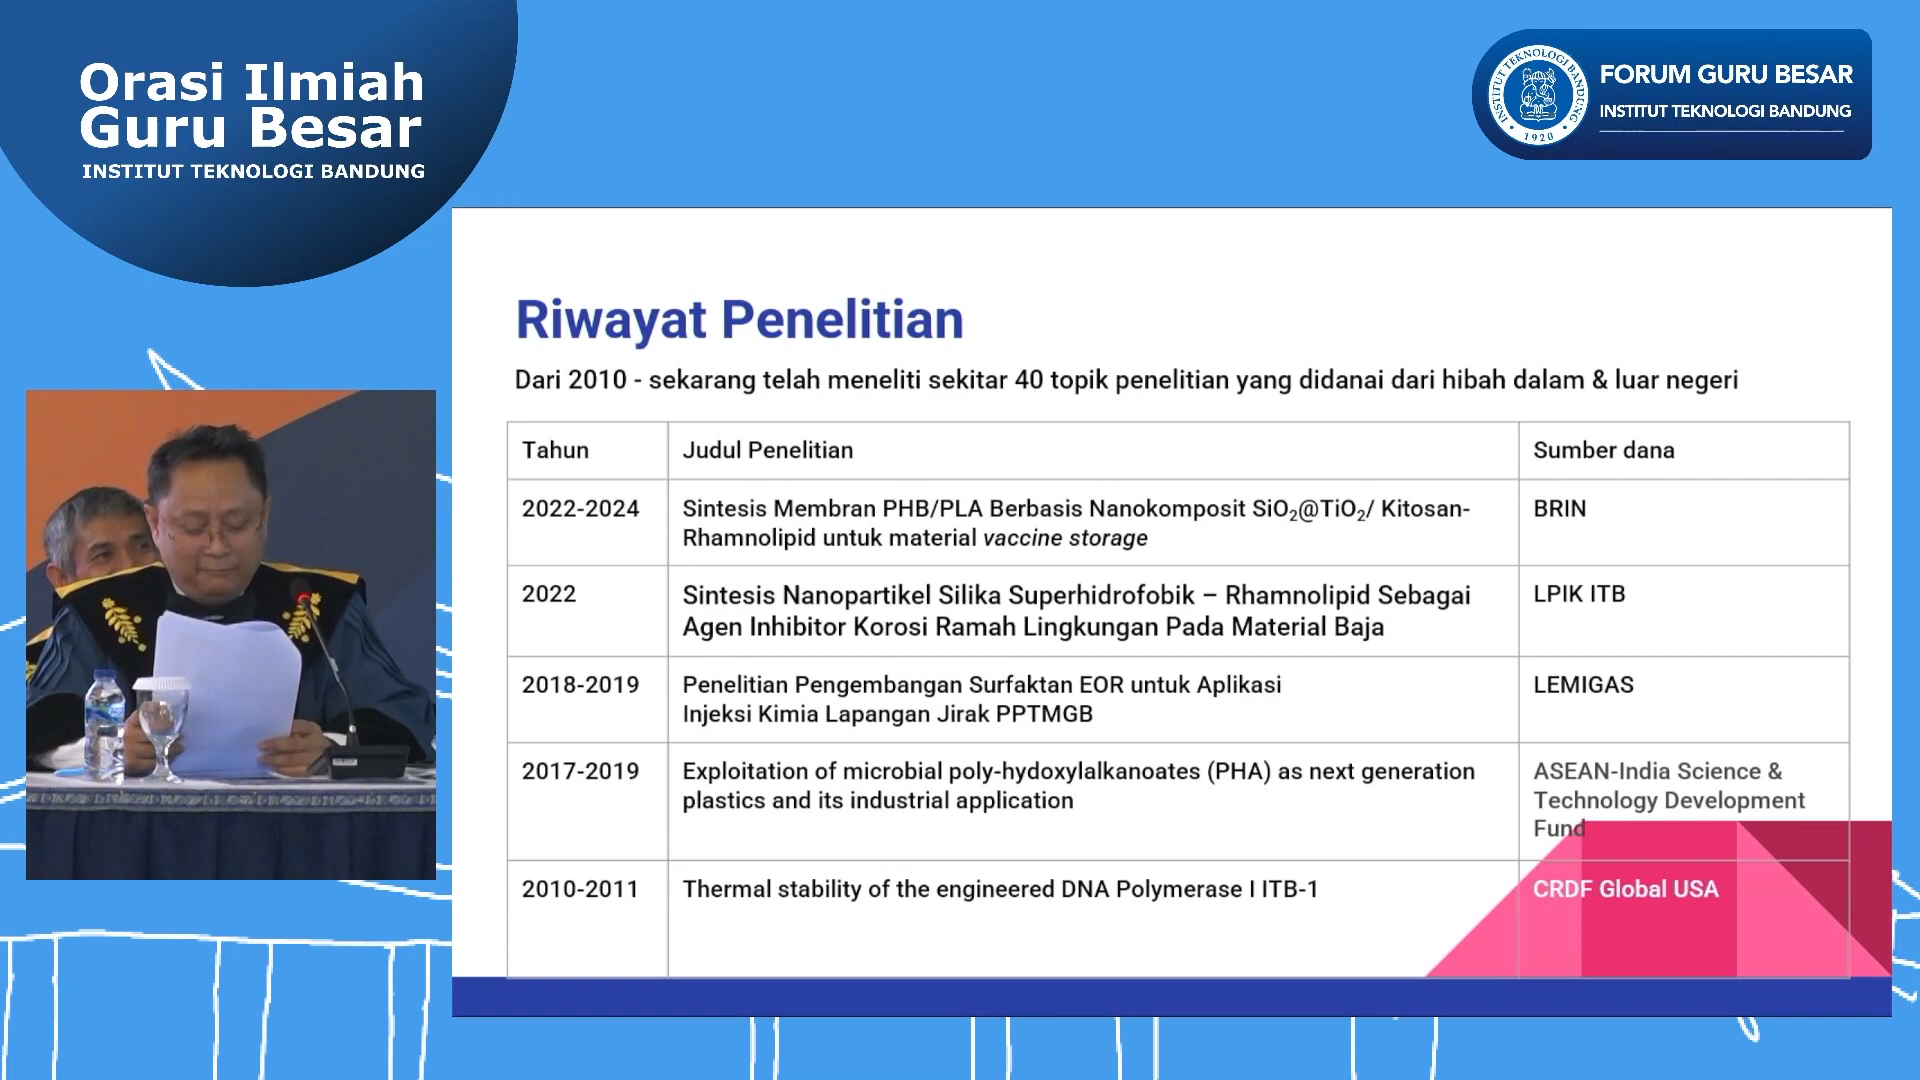 Orasi Ilmiah
Guru Besar
INSTITUT TEKNOLOGI BANDUNG
INSTITUT TEKNOLOGI BANDUNG
1920
FORUM GURU BESAR
INSTITUT TEKNOLOGI BANDUNG
Riwayat Penelitian
Dari 2010 - sekarang telah meneliti sekitar 40 topik penelitian yang didanai dari hibah dalam & luar negeri
Tahun
Judul Penelitian
Sumber dana
2022-2024
Sintesis Membran PHB/PLA Berbasis Nanokomposit SiO₂@TiO₂/ Kitosan-
Rhamnolipid untuk material vaccine storage
BRIN
2022
Sintesis Nanopartikel Silika Superhidrofobik – Rhamnolipid Sebagai
Agen Inhibitor Korosi Ramah Lingkungan Pada Material Baja
LPIK ITB
2018-2019
Penelitian Pengembangan Surfaktan EOR untuk Aplikasi
Injeksi Kimia Lapangan Jirak PPTMGB
LEMIGAS
2017-2019
Exploitation of microbial poly-hydoxylalkanoates (PHA) as next generation
plastics and its industrial application
ASEAN-India Science &
Technology Development
Fund
2010-2011
Thermal stability of the engineered DNA Polymerase I ITB-1
CRDF Global USA